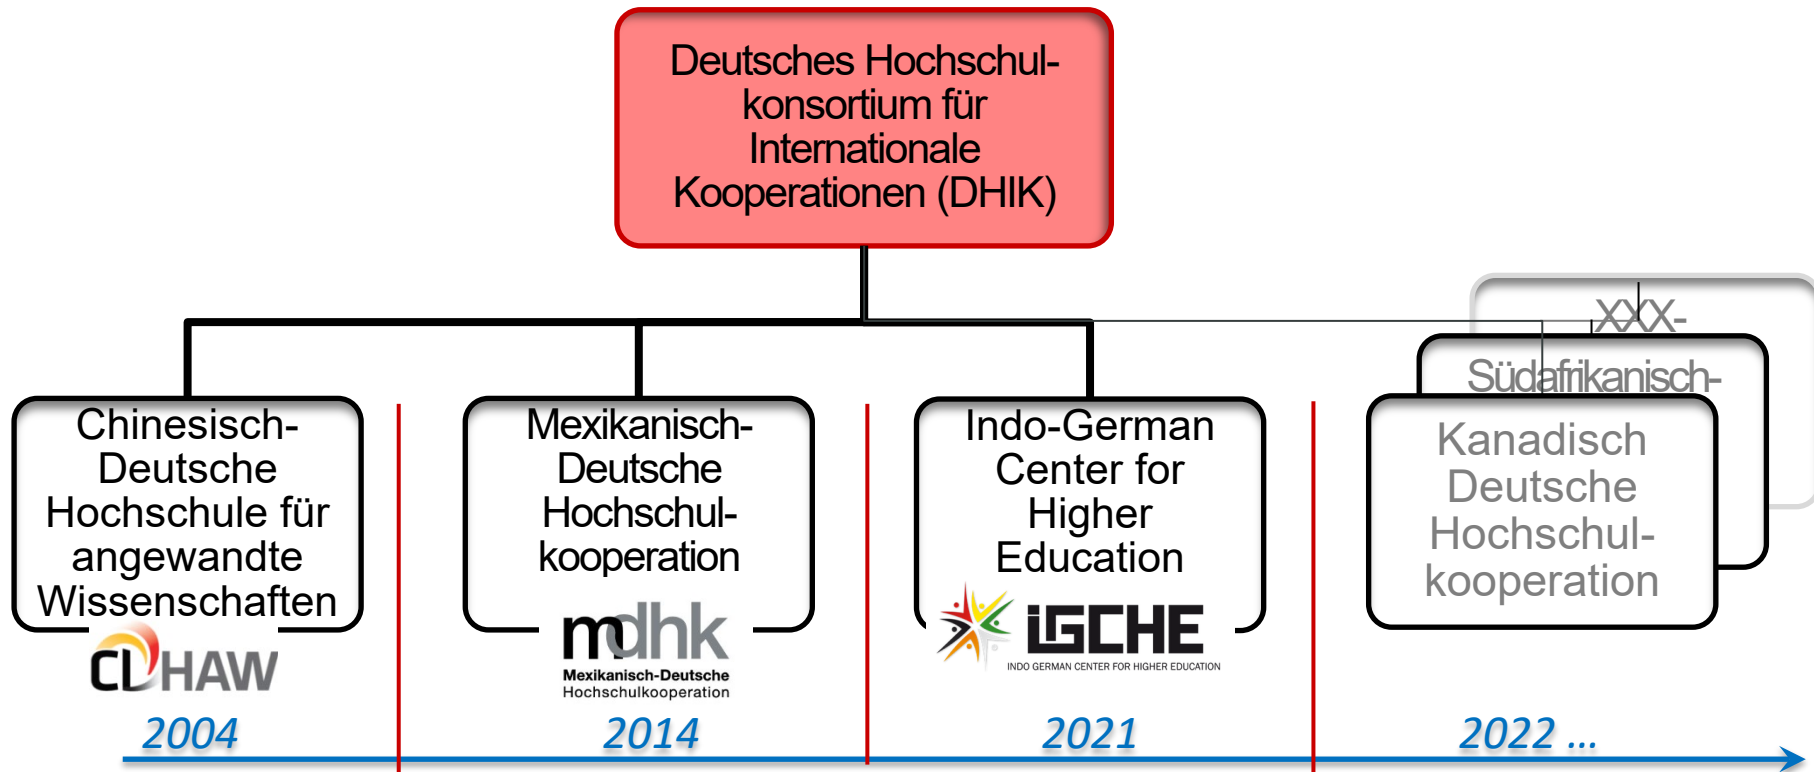 Deutsches Hochschul-
konsortium für
Internationale
Kooperationen (DHIK)
Chinesisch-
Deutsche
Hochschule für
angewandte
Wissenschaften
CDHAW
2004
Mexikanisch-
Deutsche
Hochschul-
kooperation
mdhk
Mexikanisch-Deutsche
Hochschulkooperation
2014
Indo-German
Center for
Higher
Education
IGCHE
INDO GERMAN CENTER FOR HIGHER EDUCATION
2021
XXX-
Südafrikanisch-
Kanadisch
Deutsche
Hochschul-
kooperation
2022 ...